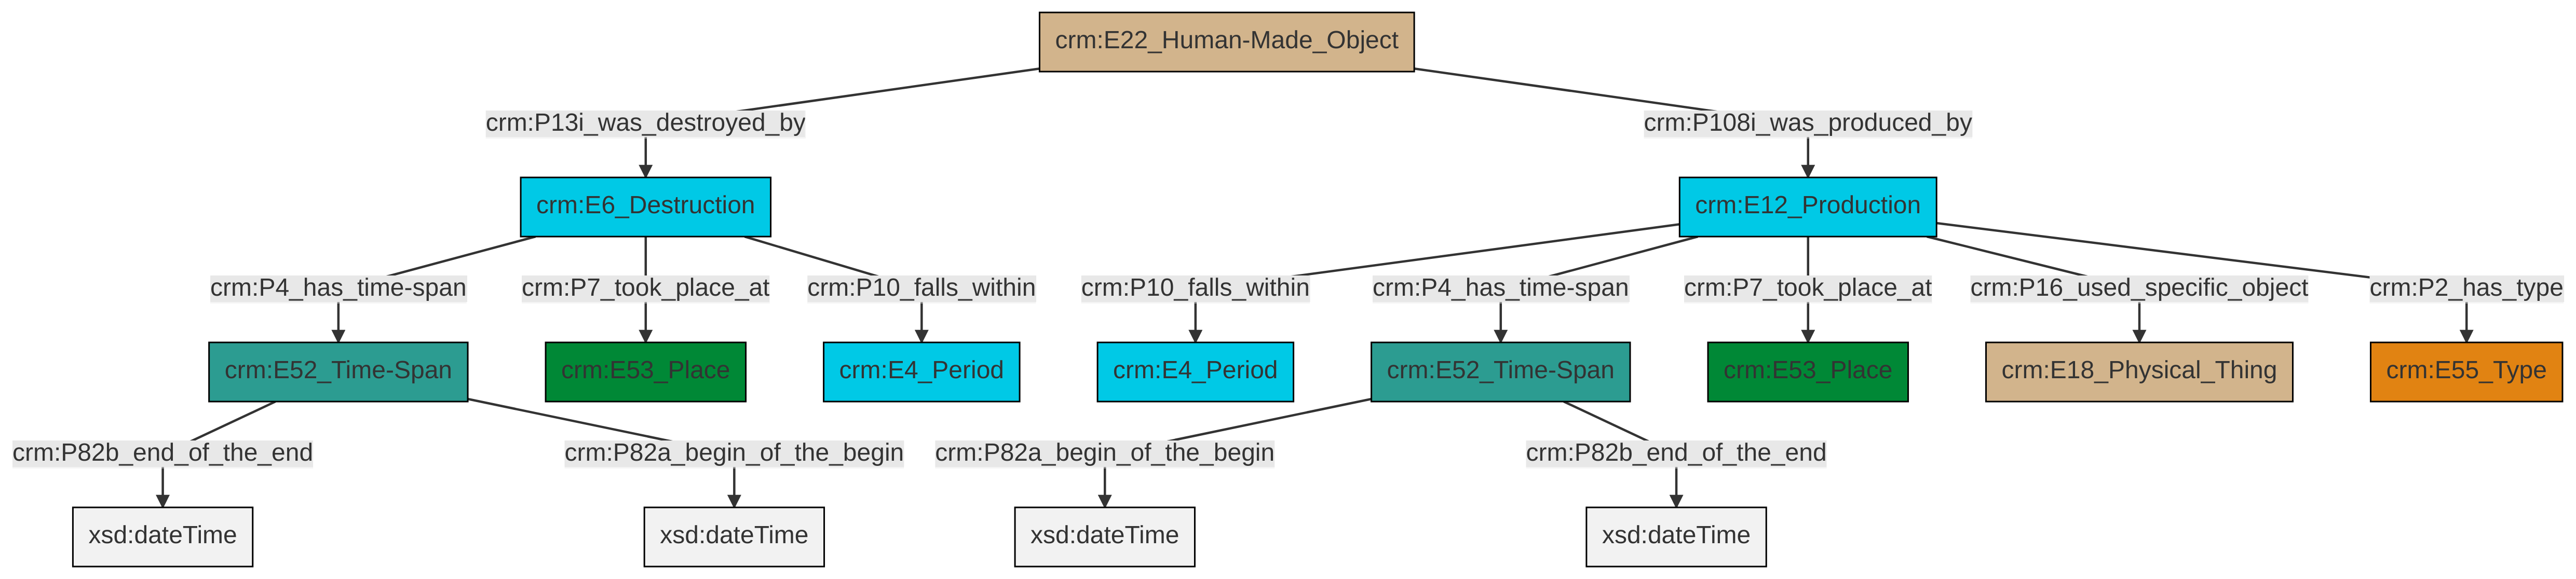 crm:E22_Human-Made_Object
crm:P13i_was_destroyed_by
crm:P108i_was_produced_by
crm:E6_Destruction
crm:E12_Production
crm:P4_has_time-span
crm:P7_took_place_at
crm:P10_falls_within
crm:P10_falls_within
crm:P4_has_time-span
crm:P7_took_place_at
crm:P16_used_specific_object
crm:P2_has_type
crm:E52_Time-Span
crm:E53_Place
crm:E4_Period
crm:E4_Period
crm:E52_Time-Span
crm:E53_Place
crm:E18_Physical_Thing
crm:E55_Type
crm:P82b_end_of_the_end
crm:P82a_begin_of_the_begin
crm:P82a_begin_of_the_begin
crm:P82b_end_of_the_end
xsd:dateTime
xsd:dateTime
xsd:dateTime
xsd:dateTime